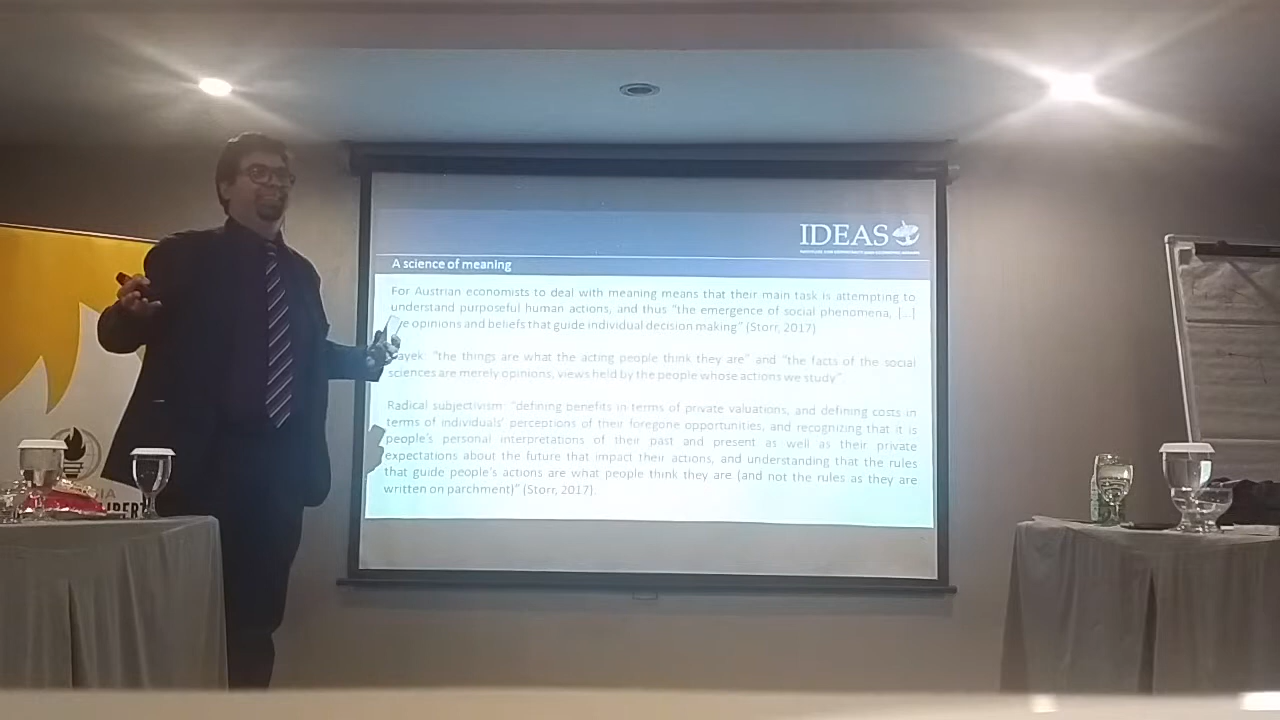 IDEAS
INSTITUTE FOR DEMOCRACY AND ECONOMIC AFFAIRS
A science of meaning
For Austrian economists to deal with meaning means that their main task is attempting to
understand purposeful human actions, and thus “the emergence of social phenomena, [...]
opinions and beliefs that guide individual decision making” (Storr, 2017)
ayek: “the things are what the acting people think they are” and “the facts of the social
sciences are merely opinions, views held by the people whose actions we study”
Radical subjectivism: “defining benefits in terms of private valuations, and defining costs in
terms of individuals’ perceptions of their foregone opportunities, and recognizing that it is
people’s personal interpretations of their past and present as well as their private
expectations about the future that impact their actions, and understanding that the rules
that guide people’s actions are what people think they are (and not the rules as they are
written on parchment)” (Storr, 2017).